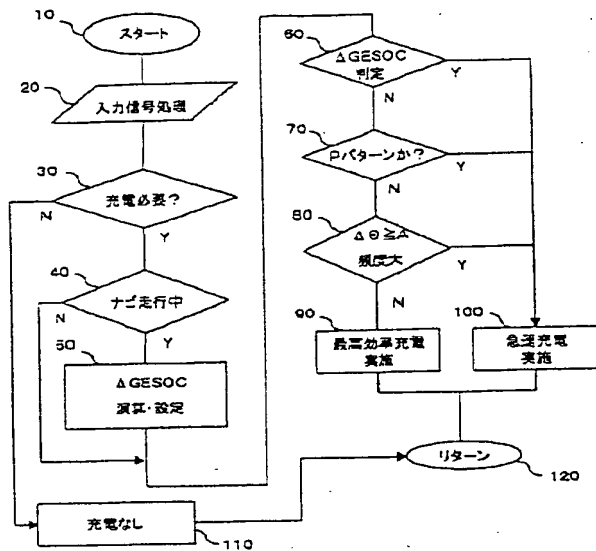 10
スタート
20
入力信号処理
30
充電必要?
N
Y
40
ナビ走行中
N
Y
50
ΔGESOC
演算・設定
充電なし
110
60
ΔGESOC
判定
Y
N
70
Pパターンか?
Y
N
80
ΔΘ≧A
頻度大
Y
N
90
最高効率充電
実施
100
急速充電
実施
リターン
120